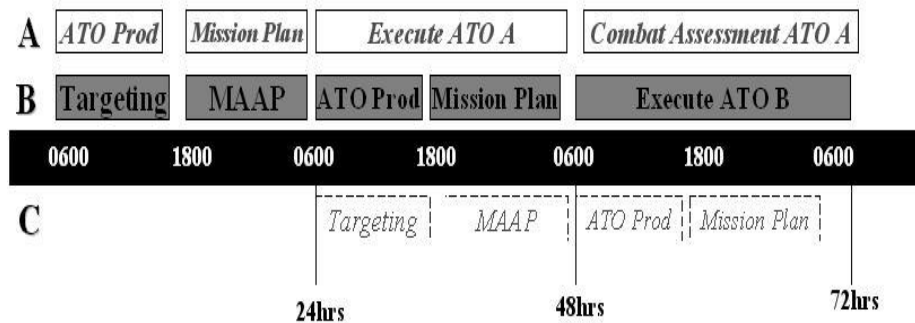 A ATO Prod Mission Plan Execute ATO A Combat Assessment ATO A
B Targeting MAAP ATO Prod Mission Plan Execute ATO B
0600 1800 0600 1800 0600 1800 0600
C Targeting MAAP ATO Prod Mission Plan
24hrs 48hrs 72hrs